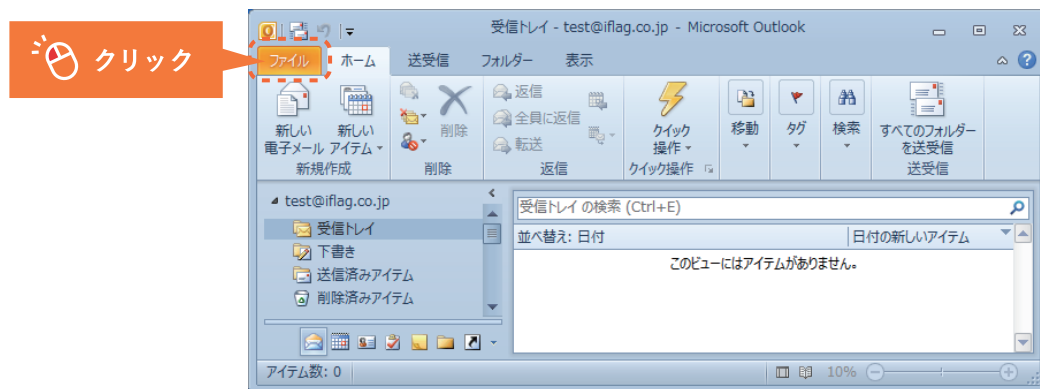 クリック
受信トレイ - test@iflag.co.jp - Microsoft Outlook
ファイル ホーム 送受信 フォルダー 表示
新しい
電子メール
新しい
アイテム
新規作成
削除
削除
返信
全員に返信
転送
返信
クイック
操作
クイック操作
移動
タグ
検索
すべてのフォルダー
を送受信
送受信
test@iflag.co.jp
受信トレイ
下書き
送信済みアイテム
削除済みアイテム
受信トレイ の検索 (Ctrl+E)
並べ替え: 日付 日付の新しいアイテム
このビューにはアイテムがありません。
アイテム数: 0 10%